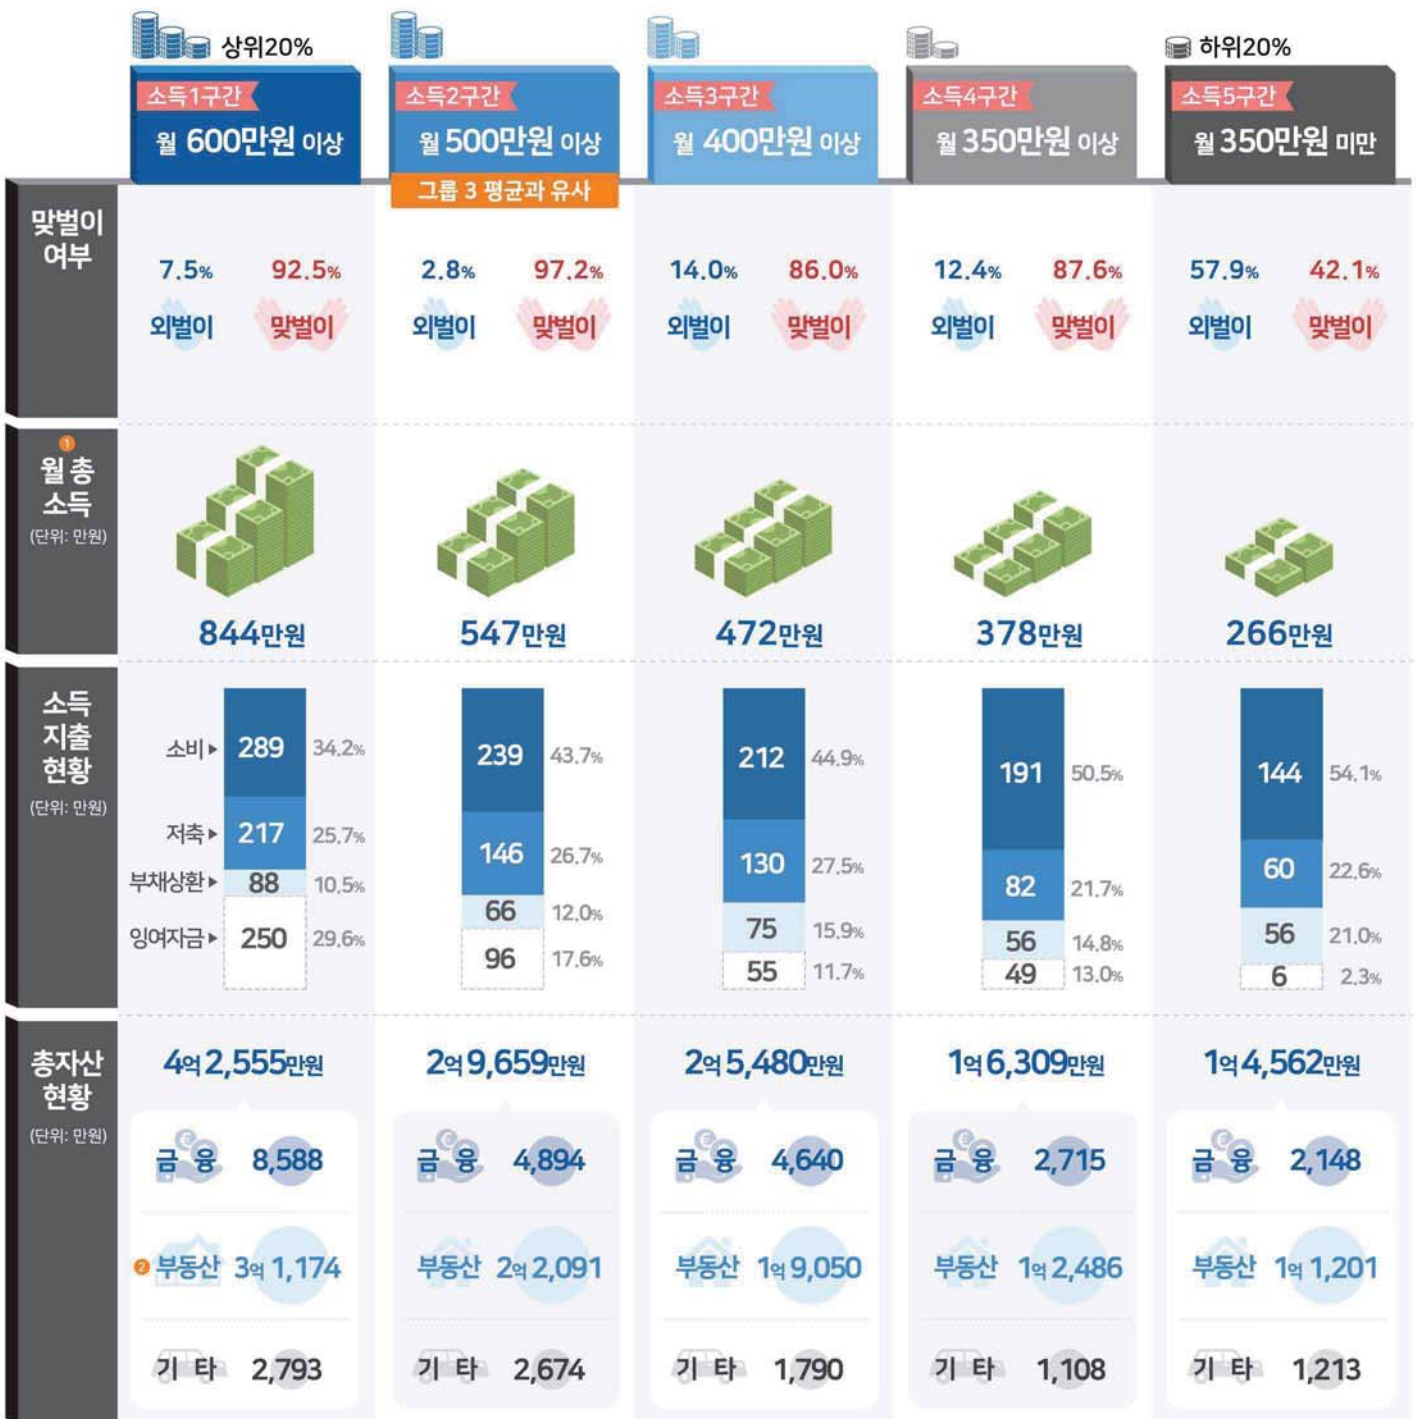 상위20%
하위20%
소득1구간
소득2구간
소득3구간
소득4구간
소득5구간
월 600만원 이상
월 500만원 이상
월 400만원 이상
월 350만원 이상
월 350만원 미만
그룹 3 평균과 유사
맞벌이
여부
7.5% 92.5%
2.8% 97.2%
14.0% 86.0%
12.4% 87.6%
57.9% 42.1%
외벌이 맞벌이
외벌이 맞벌이
외벌이 맞벌이
외벌이 맞벌이
외벌이 맞벌이
1
월 총
소득
(단위: 만원)
844만원
547만원
472만원
378만원
266만원
소득
지출
현황
(단위: 만원)
소비 289 34.2%
저축 217 25.7%
부채상환 88 10.5%
잉여자금 250 29.6%
239 43.7%
146 26.7%
66 12.0%
96 17.6%
212 44.9%
130 27.5%
75 15.9%
55 11.7%
191 50.5%
82 21.7%
56 14.8%
49 13.0%
144 54.1%
60 22.6%
56 21.0%
6 2.3%
총자산
현황
(단위: 만원)
4억 2,555만원
2억 9,659만원
2억 5,480만원
1억 6,309만원
1억 4,562만원
금 융 8,588
금 융 4,894
금 융 4,640
금 융 2,715
금 융 2,148
2 부동산 3억 1,174
부동산 2억 2,091
부동산 1억 9,050
부동산 1억 2,486
부동산 1억 1,201
기 타 2,793
기 타 2,674
기 타 1,790
기 타 1,108
기 타 1,213